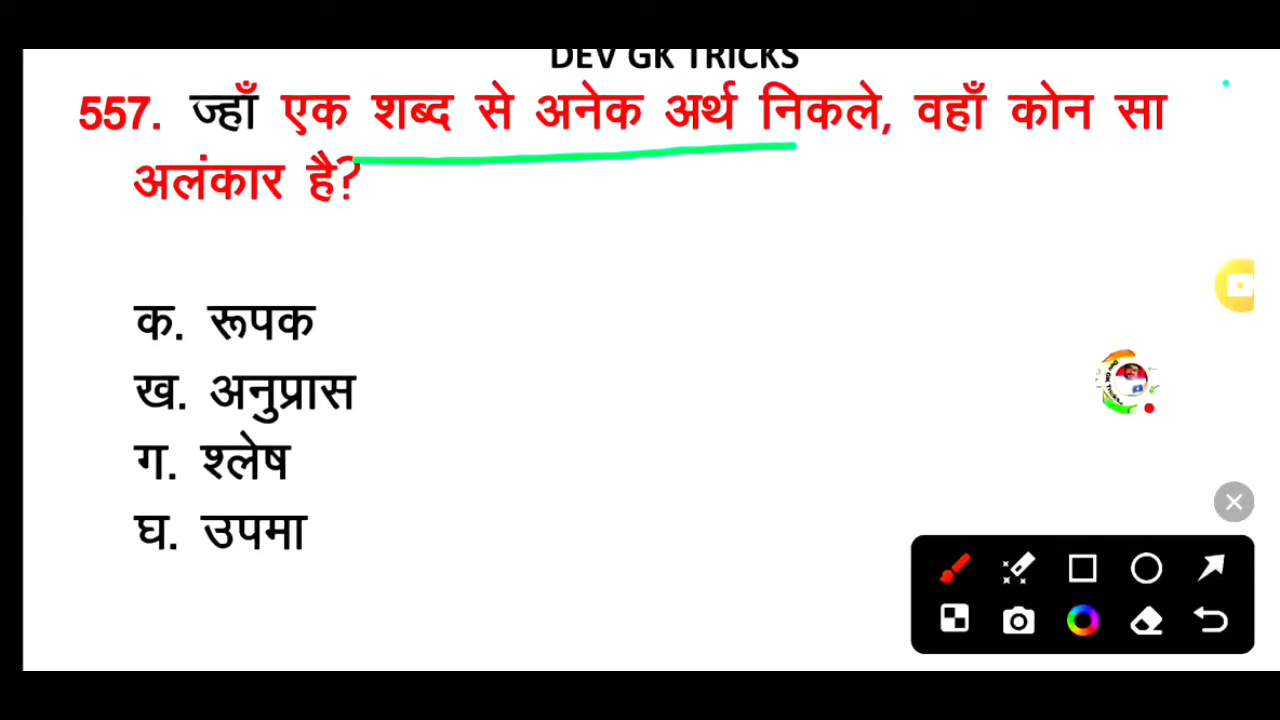 DEV GK TRICKS
557. ज्हाँ एक शब्द से अनेक अर्थ निकले, वहाँ कोन सा
अलंकार है?
क. रूपक
ख. अनुप्रास
ग. श्लेष
घ. उपमा